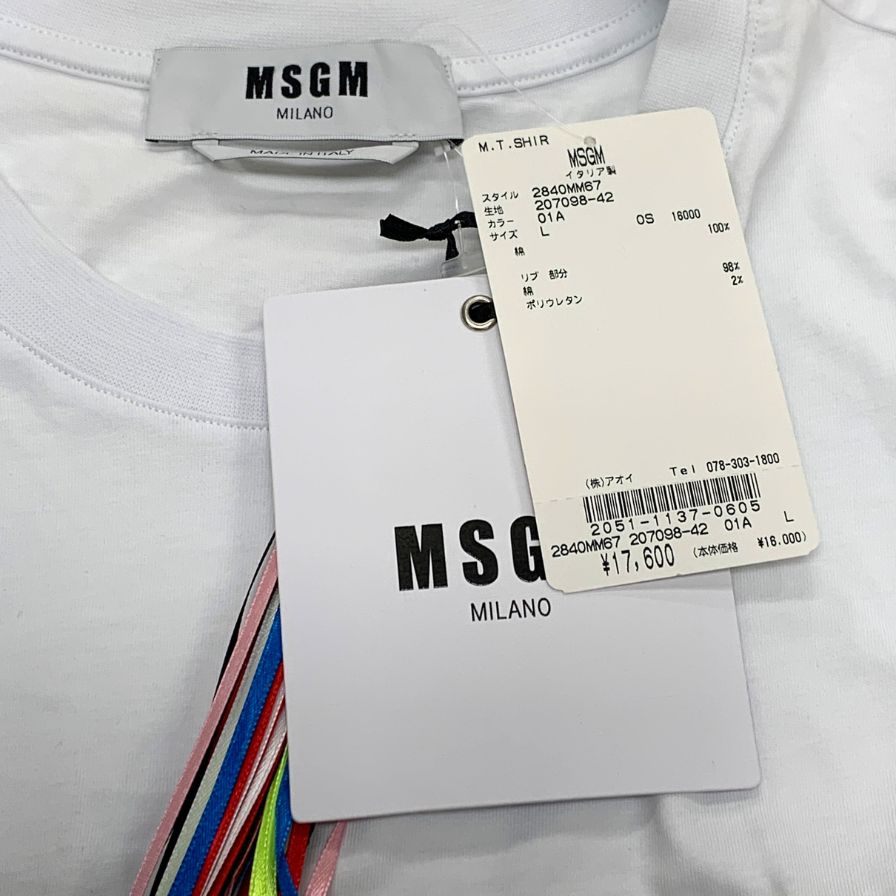 MSGM
MILANO
MADE IN ITALY
M.T.SHIR
MSGM
イタリア製
スタイル 2840MM67
生地 207098-42
カラー 01A OS 16000
サイズ L
綿 100%
リブ 部分
綿 98%
ポリウレタン 2%
(株)アオイ Tel 078-303-1800
2051-1137-0605
2840MM67 207098-42 01A L
¥17,600 (本体価格 ¥16.000)
MSG
MILANO